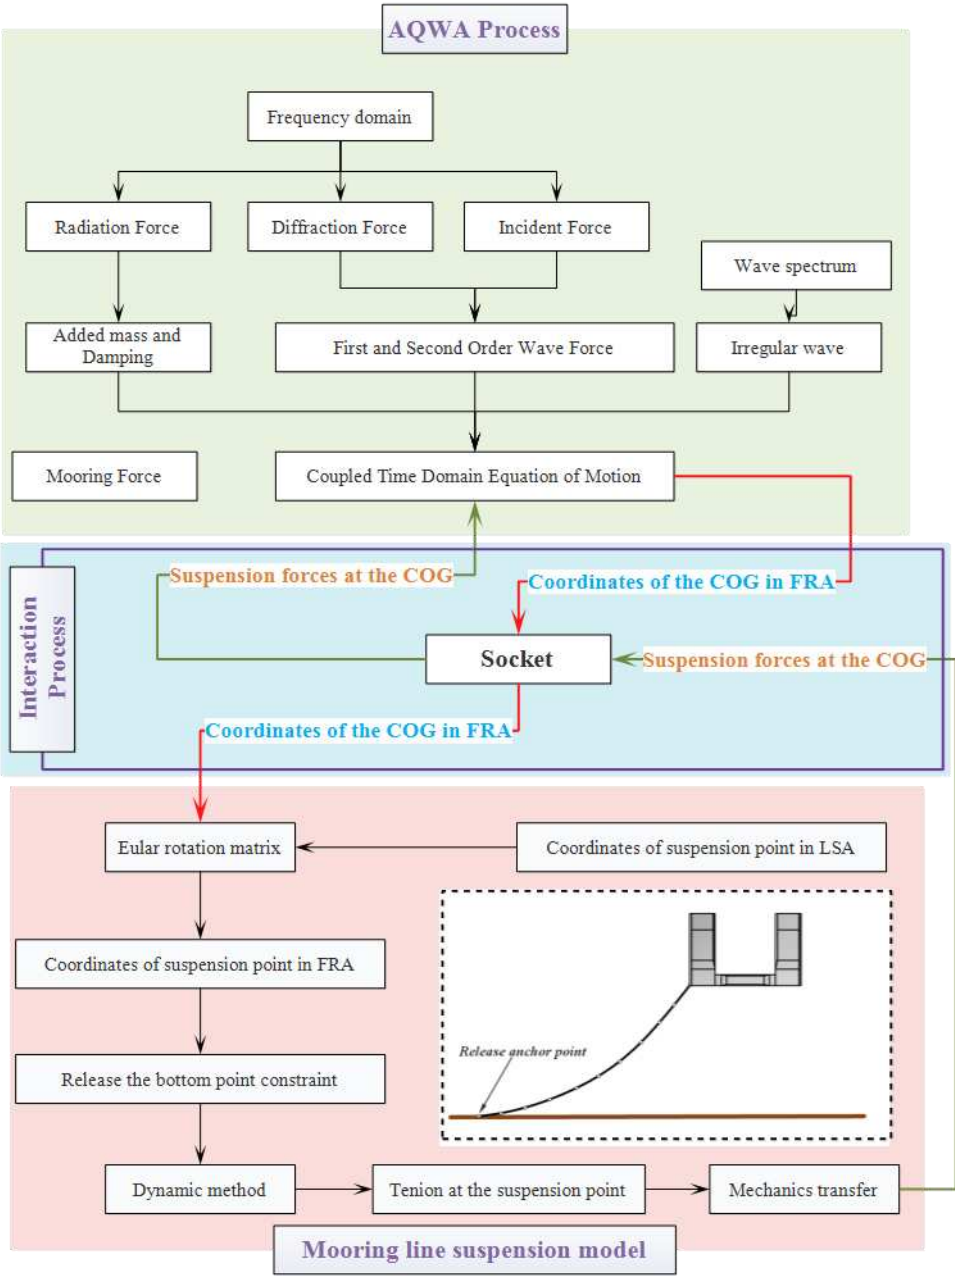 AQWA Process
Frequency domain
Radiation Force
Diffraction Force
Incident Force
Wave spectrum
Added mass and
Damping
First and Second Order Wave Force
Irregular wave
Mooring Force
Coupled Time Domain Equation of Motion
Interaction
Process
Suspension forces at the COG
Coordinates of the COG in FRA
Socket
Suspension forces at the COG
Coordinates of the COG in FRA
Eular rotation matrix
Coordinates of suspension point in LSA
Coordinates of suspension point in FRA
Release anchor point
Release the bottom point constraint
Dynamic method
Tenion at the suspension point
Mechanics transfer
Mooring line suspension model